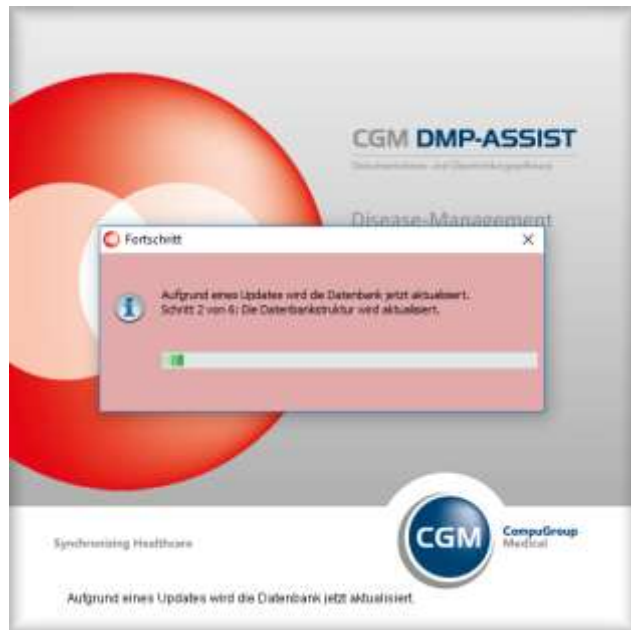 CGM DMP-ASSIST
Disease-Management
Fortschritt
Aufgrund eines Updates wird die Datenbank jetzt aktualisiert.
Schritt 2 von 6: Die Datenbankstruktur wird aktualisiert.
CGM
CompuGroup
Medical
Synchronizing Healthcare
Aufgrund eines Updates wird die Datenbank jetzt aktualisiert.